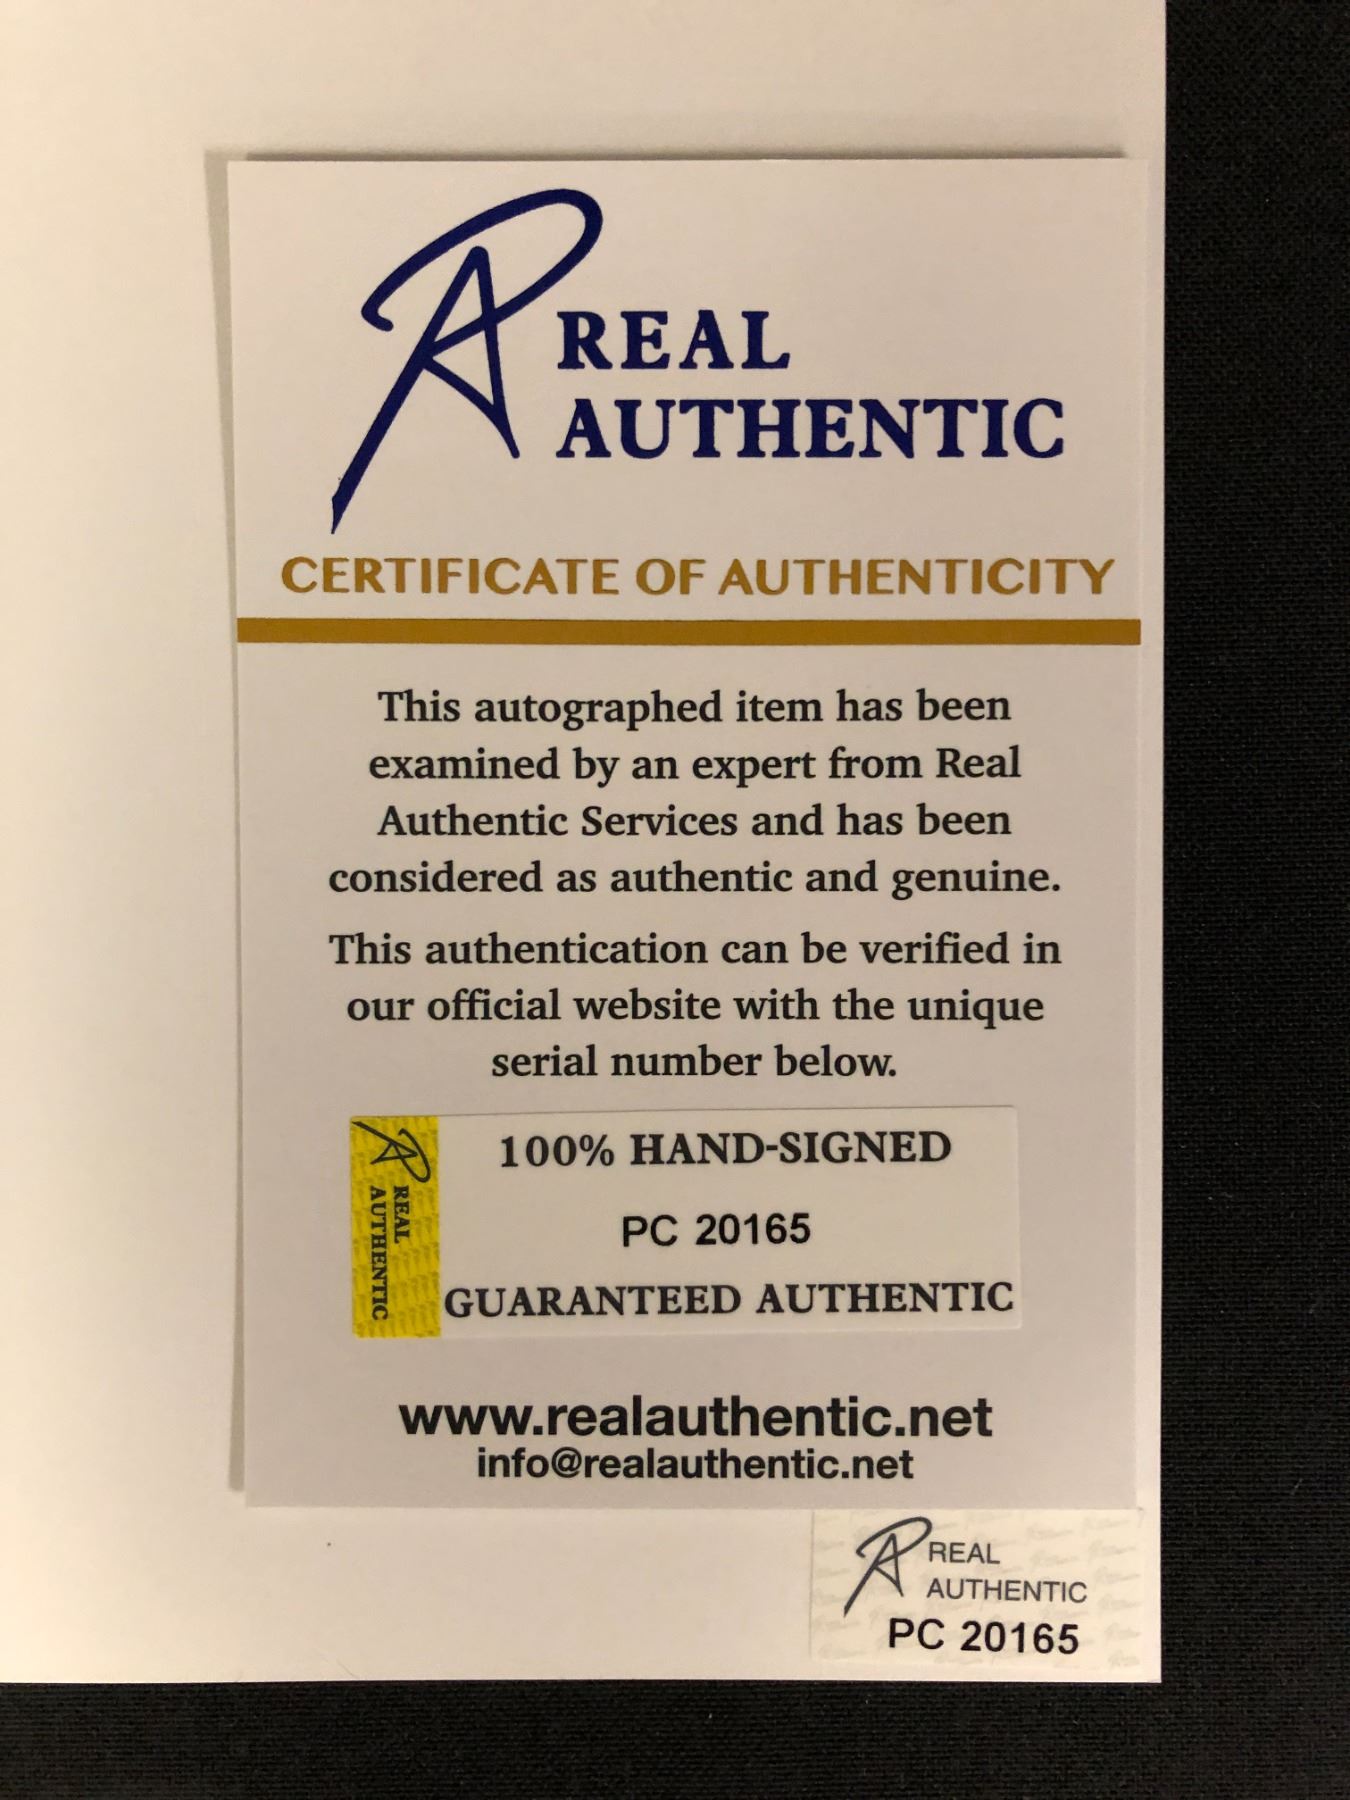 REAL
AUTHENTIC
CERTIFICATE OF AUTHENTICITY
This autographed item has been
examined by an expert from Real
Authentic Services and has been
considered as authentic and genuine.
This authentication can be verified in
our official website with the unique
serial number below.
REAL
AUTHENTIC
100% HAND-SIGNED
PC 20165
GUARANTEED AUTHENTIC
www.realauthentic.net
info@realauthentic.net
REAL
AUTHENTIC
PC 20165